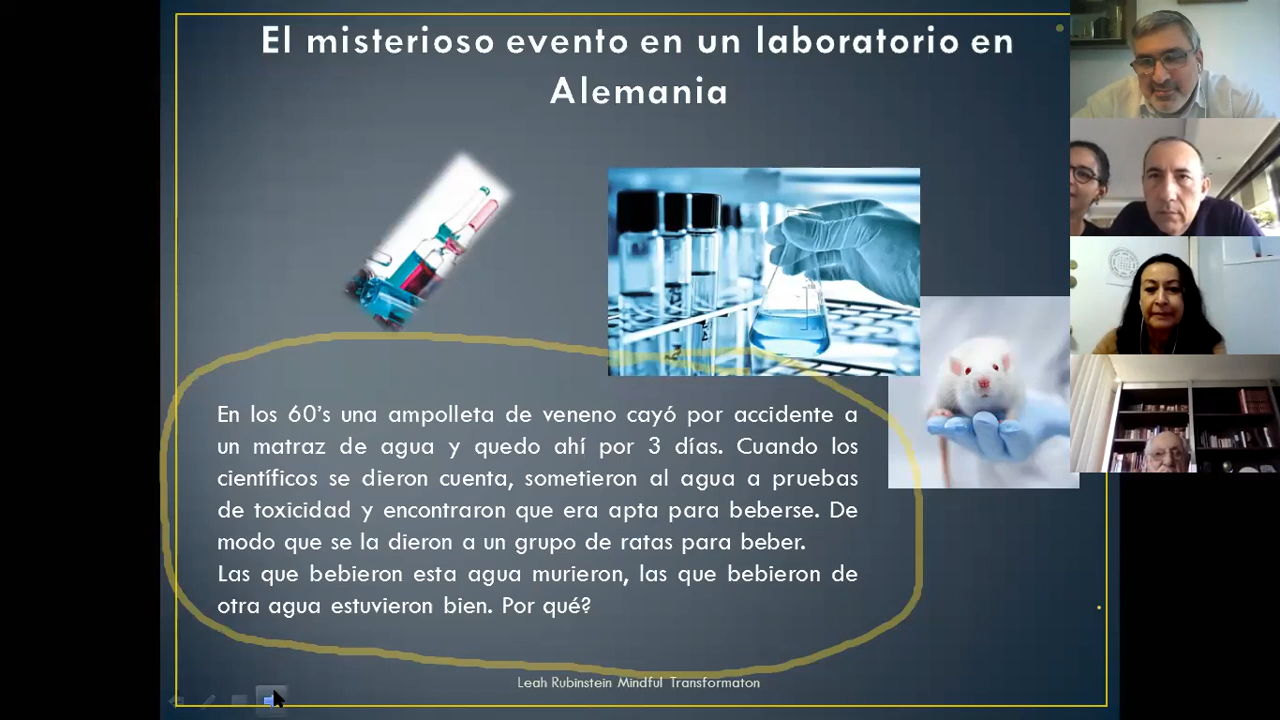 El misterioso evento en un laboratorio en
Alemania
En los 60's una ampolleta de veneno cayó por accidente a
un matraz de agua y quedo ahí por 3 días. Cuando los
científicos se dieron cuenta, sometieron al agua a pruebas
de toxicidad y encontraron que era apta para beberse. De
modo que se la dieron a un grupo de ratas para beber.
Las que bebieron esta agua murieron, las que bebieron de
otra agua estuvieron bien. Por qué?
Leah Rubinstein Mindful Transformaton